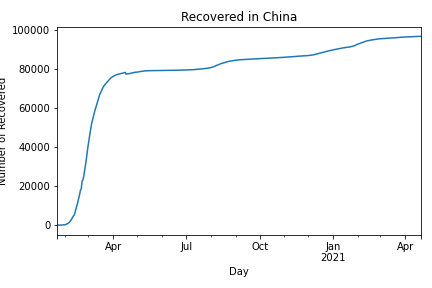 Recovered in China
100000
80000
60000
40000
20000
0
Number of Recovered
Apr
Jul
Oct
Jan
2021
Apr
Day